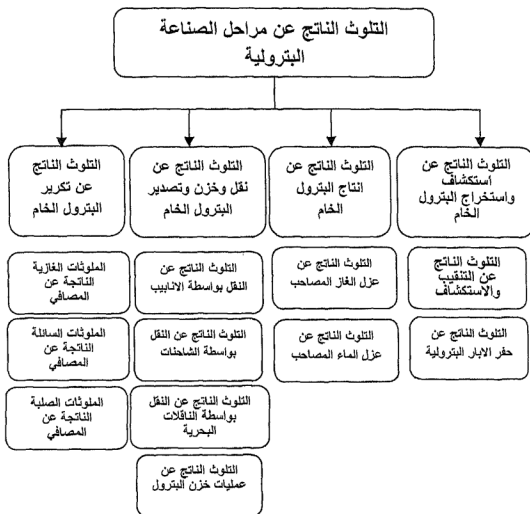 التلوث الناتج عن مراحل الصناعة
البترولية
التلوث الناتج عن
استكشاف
واستخراج البترول
الخام
التلوث الناتج عن
انتاج البترول
الخام
التلوث الناتج عن
نقل وخزن وتصدير
البترول الخام
التلوث الناتج
عن تكرير
البترول الخام
التلوث الناتج
عن التنقيب
والاستكشاف
التلوث الناتج عن
عزل الغاز المصاحب
التلوث الناتج عن
النقل بواسطة الانابيب
الملوثات الغازية
الناتجة عن
المصافي
التلوث الناتج عن
حفر الابار البترولية
التلوث الناتج عن
عزل الماء المصاحب
التلوث الناتج عن النقل
بواسطة الشاحنات
الملوثات السائلة
الناتجة عن
المصافي
التلوث الناتج عن النقل
بواسطة الناقلات
البحرية
الملوثات الصلبة
الناتجة عن
المصافي
التلوث الناتج عن
عمليات خزن البترول